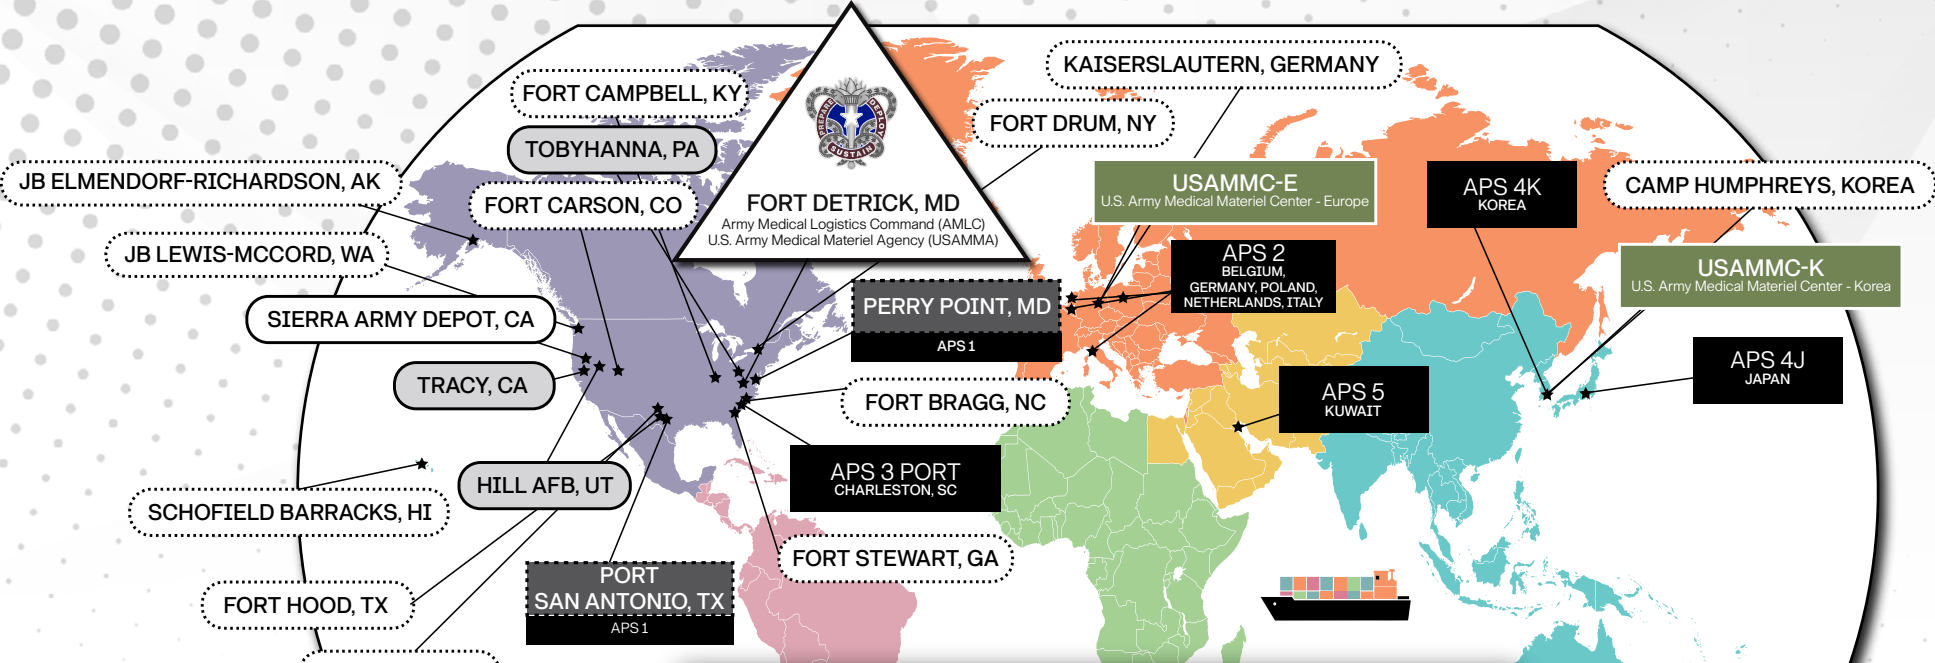 KAISERSLAUTERN, GERMANY
FORT CAMPBELL, KY
PREPARE DEPLOY
SUSTAIN
FORT DRUM, NY
TOBYHANNA, PA
JB ELMENDORF-RICHARDSON, AK
USAMMC-E
U.S. Army Medical Materiel Center - Europe
APS 4K
KOREA
CAMP HUMPHREYS, KOREA
FORT CARSON, CO
FORT DETRICK, MD
Army Medical Logistics Command (AMLC)
U.S. Army Medical Materiel Agency (USAMMA)
JB LEWIS-MCCORD, WA
APS 2
BELGIUM,
GERMANY, POLAND,
NETHERLANDS, ITALY
USAMMC-K
U.S. Army Medical Materiel Center - Korea
SIERRA ARMY DEPOT, CA
PERRY POINT, MD
APS 1
APS 4J
JAPAN
TRACY, CA
FORT BRAGG, NC
APS 5
KUWAIT
HILL AFB, UT
APS 3 PORT
CHARLESTON, SC
SCHOFIELD BARRACKS, HI
FORT STEWART, GA
PORT
SAN ANTONIO, TX
APS 1
FORT HOOD, TX